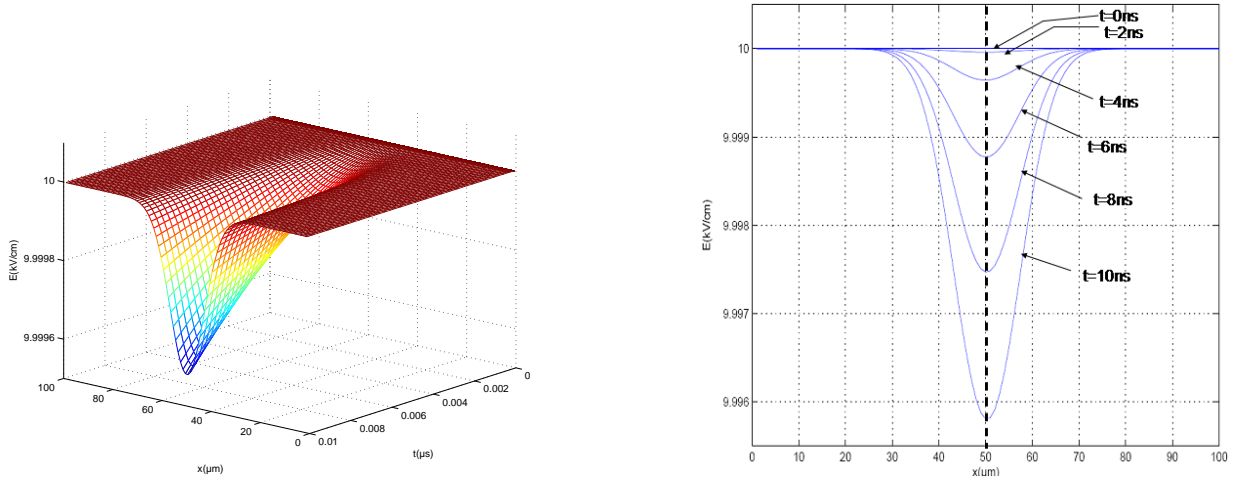 10
9.9998
9.9996
E(kV/cm)
100
80
60
40
20
0
x(μm)
0.01
0.008
0.006
0.004
0.002
0
t(μs)
t=0ns
t=2ns
t=4ns
t=6ns
t=8ns
t=10ns
10
9.999
9.998
9.997
9.996
E(kV/cm)
0 10 20 30 40 50 60 70 80 90 100
x(μm)